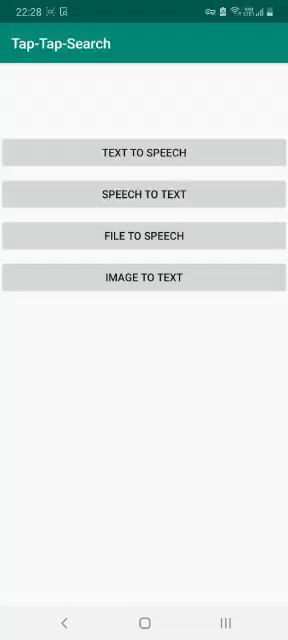 22:28
Tap-Tap-Search
TEXT TO SPEECH
SPEECH TO TEXT
FILE TO SPEECH
IMAGE TO TEXT